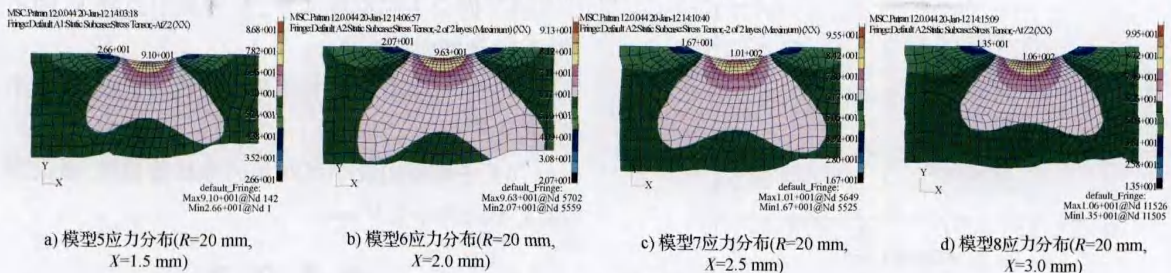 MSC.Patran 12.0.044 20-Jan-12 14:03:18
Fringe:Default A1:Static Subcase:Stress Tensor,-At Z2 (XX)
2.66+001
9.10+001
8.68+001
7.82+001
3.52+001
2.66+001
Y
X
default_Fringe:
Max 9.10+001@Nd 142
Min 2.66+001@Nd 1
a) 模型5应力分布(R=20 mm,
X=1.5 mm)
MSC.Patran 12.0.044 20-Jan-12 14:06:57
Fringe:Default A2:Static Subcase:Stress Tensor,-2 of 2 layes (Maximum) (XX)
2.07+001
9.63+001
9.13+001
3.08+001
2.07+001
Y
X
default_Fringe:
Max 9.63+001@Nd 5702
Min 2.07+001@Nd 5559
b) 模型6应力分布(R=20 mm,
X=2.0 mm)
MSC.Patran 12.0.044 20-Jan-12 14:10:40
Fringe:Default A2:Static Subcase:Stress Tensor,-2 of 2 layes (Maximum) (XX)
1.67+001
1.01+002
9.55+001
2.80+001
1.67+001
Y
X
default_Fringe:
Max 1.01+001@Nd 5649
Min 1.67+001@Nd 5525
c) 模型7应力分布(R=20 mm,
X=2.5 mm)
MSC.Patran 12.0.044 20-Jan-12 14:15:09
Fringe:Default A2:Static Subcase:Stress Tensor,-At Z2 (XX)
1.35+001
1.06+002
9.95+001
2.58+001
1.35+001
Y
X
default_Fringe:
Max 1.06+001@Nd 11526
Min 1.35+001@Nd 11505
d) 模型8应力分布(R=20 mm,
X=3.0 mm)